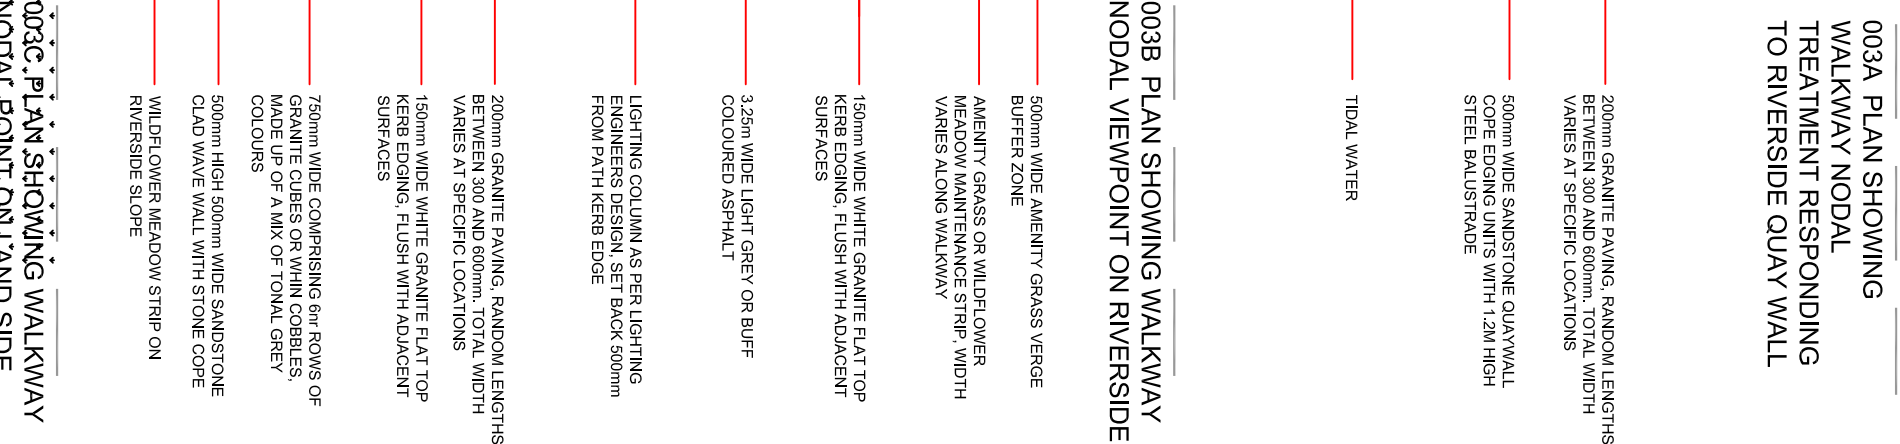 003A PLAN SHOWING
WALKWAY NODAL
TREATMENT RESPONDING
TO RIVERSIDE QUAY WALL
200mm GRANITE PAVING, RANDOM LENGTHS
BETWEEN 300 AND 600mm. TOTAL WIDTH
VARIES AT SPECIFIC LOCATIONS
500mm WIDE SANDSTONE QUAYWALL
COPE EDGING UNITS WITH 1.2M HIGH
STEEL BALUSTRADE
TIDAL WATER
003B PLAN SHOWING WALKWAY
NODAL VIEWPOINT ON RIVERSIDE
500mm WIDE AMENITY GRASS VERGE
BUFFER ZONE
AMENITY GRASS OR WILDFLOWER
MEADOW MAINTENANCE STRIP, WIDTH
VARIES ALONG WALKWAY
150mm WIDE WHITE GRANITE FLAT TOP
KERB EDGING, FLUSH WITH ADJACENT
SURFACES
3.25m WIDE LIGHT GREY OR BUFF
COLOURED ASPHALT
LIGHTING COLUMN AS PER LIGHTING
ENGINEERS DESIGN, SET BACK 500mm
FROM PATH KERB EDGE
200mm GRANITE PAVING, RANDOM LENGTHS
BETWEEN 300 AND 600mm. TOTAL WIDTH
VARIES AT SPECIFIC LOCATIONS
150mm WIDE WHITE GRANITE FLAT TOP
KERB EDGING, FLUSH WITH ADJACENT
SURFACES
750mm WIDE COMPRISING 6nr ROWS OF
GRANITE CUBES OR WHIN COBBLES,
MADE UP OF A MIX OF TONAL GREY
COLOURS
500mm HIGH 500mm WIDE SANDSTONE
CLAD WAVE WALL WITH STONE COPE
WILDFLOWER MEADOW STRIP ON
RIVERSIDE SLOPE
003C PLAN SHOWING WALKWAY
NODAL POINT ON LAND SIDE